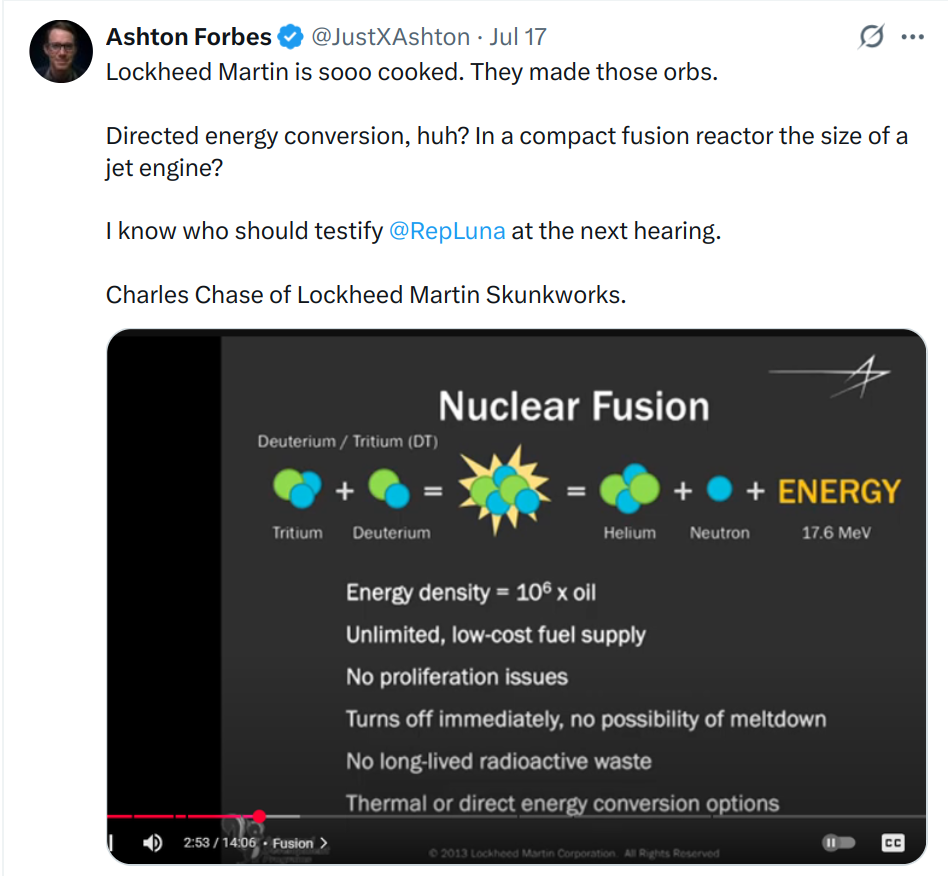 Ashton Forbes @JustXAshton · Jul 17
Lockheed Martin is sooo cooked. They made those orbs.
Directed energy conversion, huh? In a compact fusion reactor the size of a
jet engine?
I know who should testify @RepLuna at the next hearing.
Charles Chase of Lockheed Martin Skunkworks.
Nuclear Fusion
Deuterium / Tritium (DT)
+ = = + + ENERGY
Tritium Deuterium Helium Neutron 17.6 MeV
Energy density = 10⁶ x oil
Unlimited, low-cost fuel supply
No proliferation issues
Turns off immediately, no possibility of meltdown
No long-lived radioactive waste
Thermal or direct energy conversion options
2:53 / 14:06 • Fusion >
CC
© 2013 Lockheed Martin Corporation. All Rights Reserved